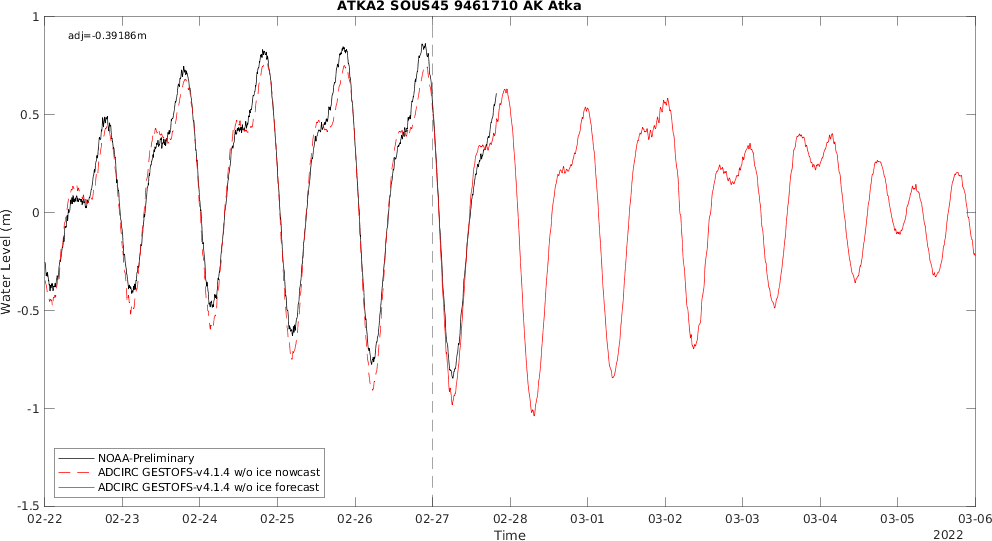 ATKA2 SOUS45 9461710 AK Atka
adj=-0.39186m
1
0.5
0
-0.5
-1
-1.5
Water Level (m)
NOAA-Preliminary
ADCIRC GESTOFS-v4.1.4 w/o ice nowcast
ADCIRC GESTOFS-v4.1.4 w/o ice forecast
02-22 02-23 02-24 02-25 02-26 02-27 02-28 03-01 03-02 03-03 03-04 03-05 03-06
Time
2022